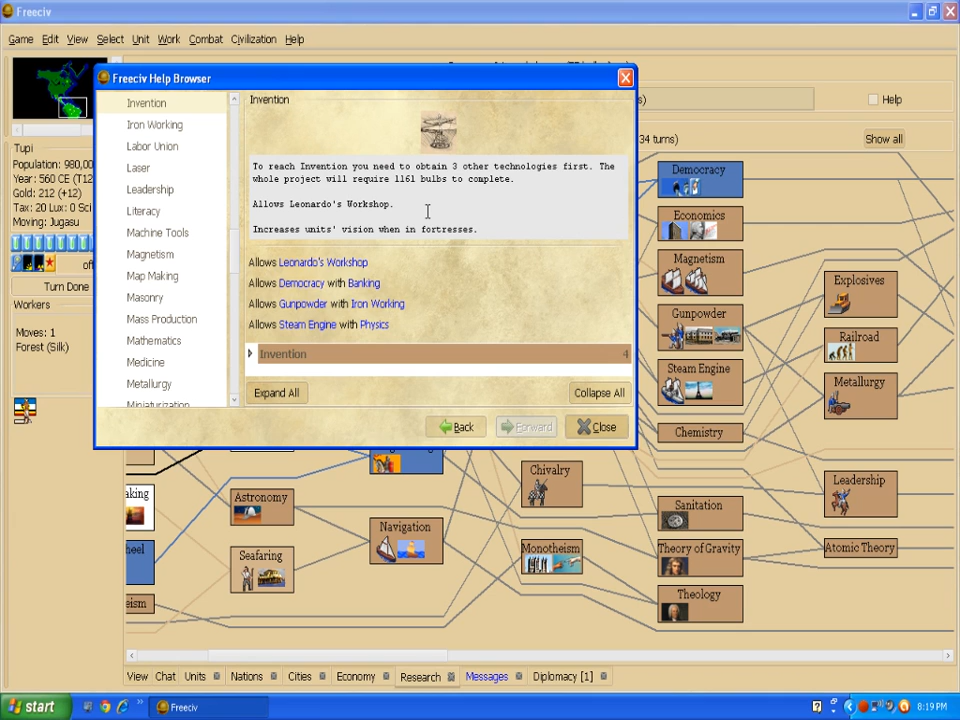 Freeciv
Game Edit View Select Unit Work Combat Civilization Help
Freeciv Help Browser
Invention
Iron Working
Labor Union
Laser
Leadership
Literacy
Machine Tools
Magnetism
Map Making
Masonry
Mass Production
Mathematics
Medicine
Metallurgy
Miniaturization
Invention
To reach Invention you need to obtain 3 other technologies first. The
whole project will require 1161 bulbs to complete.
Allows Leonardo's Workshop.
Increases units' vision when in fortresses.
Allows Leonardo's Workshop
Allows Democracy with Banking
Allows Gunpowder with Iron Working
Allows Steam Engine with Physics
Invention 4
Expand All
Collapse All
Back
Forward
Close
Tupi
Population: 980,00
Year: 560 CE (T12
Gold: 212 (+12)
Tax: 20 Lux: 0 Sci
Moving: Jugasu
off
Turn Done
Workers
Moves: 1
Forest (Silk)
s)
Help
34 turns)
Show all
Democracy
Economics
Magnetism
Gunpowder
Steam Engine
Chemistry
Explosives
Railroad
Metallurgy
aking
heel
eism
Astronomy
Seafaring
Navigation
Chivalry
Monotheism
Sanitation
Theory of Gravity
Theology
Leadership
Atomic Theory
View Chat Units Nations Cities Economy Research Messages Diplomacy [1]
start
Freeciv
8:19 PM